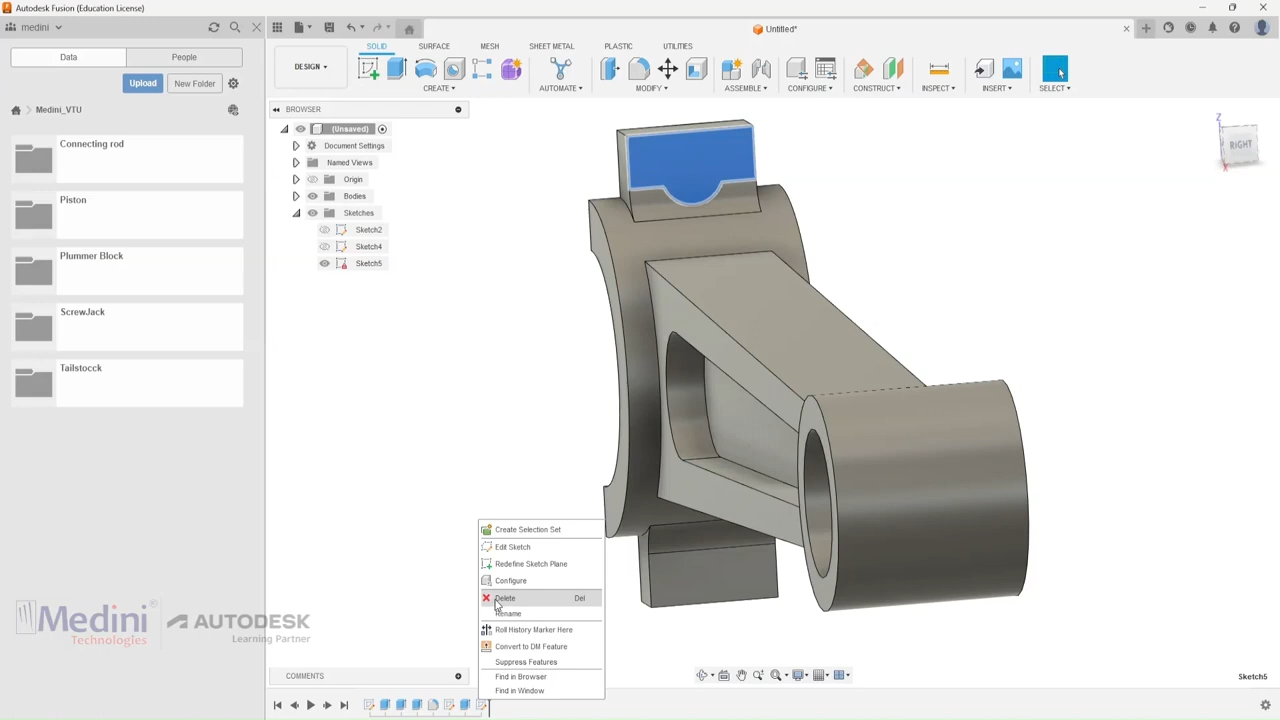 Autodesk Fusion (Education License)
medini
Untitled*
Data
People
Upload
New Folder
Medini_VTU
Connecting rod
Piston
Plummer Block
ScrewJack
Tailstocck
DESIGN
SOLID
SURFACE
MESH
SHEET METAL
PLASTIC
UTILITIES
CREATE
AUTOMATE
MODIFY
ASSEMBLE
CONFIGURE
CONSTRUCT
INSPECT
INSERT
SELECT
BROWSER
(Unsaved)
Document Settings
Named Views
Origin
Bodies
Sketches
Sketch2
Sketch4
Sketch5
Z
RIGHT
X
Create Selection Set
Edit Sketch
Redefine Sketch Plane
Configure
Delete Del
Rename
Roll History Marker Here
Convert to DM Feature
Suppress Features
Find in Browser
Find in Window
Medini
Technologies
AUTODESK
Learning Partner
COMMENTS
Sketch5